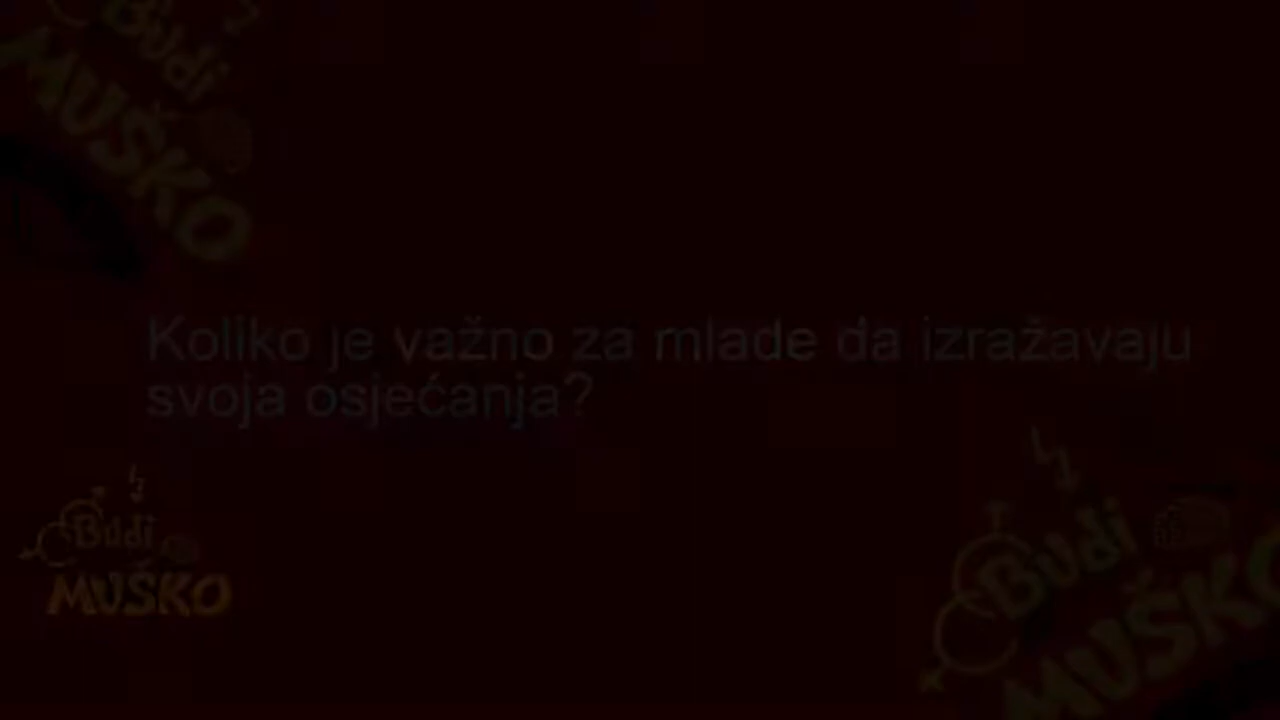 Budi
MUŠKO
Koliko je važno za mlade da izražavaju
svoja osjećanja?
Budi
MUŠKO
Budi
MUŠKO